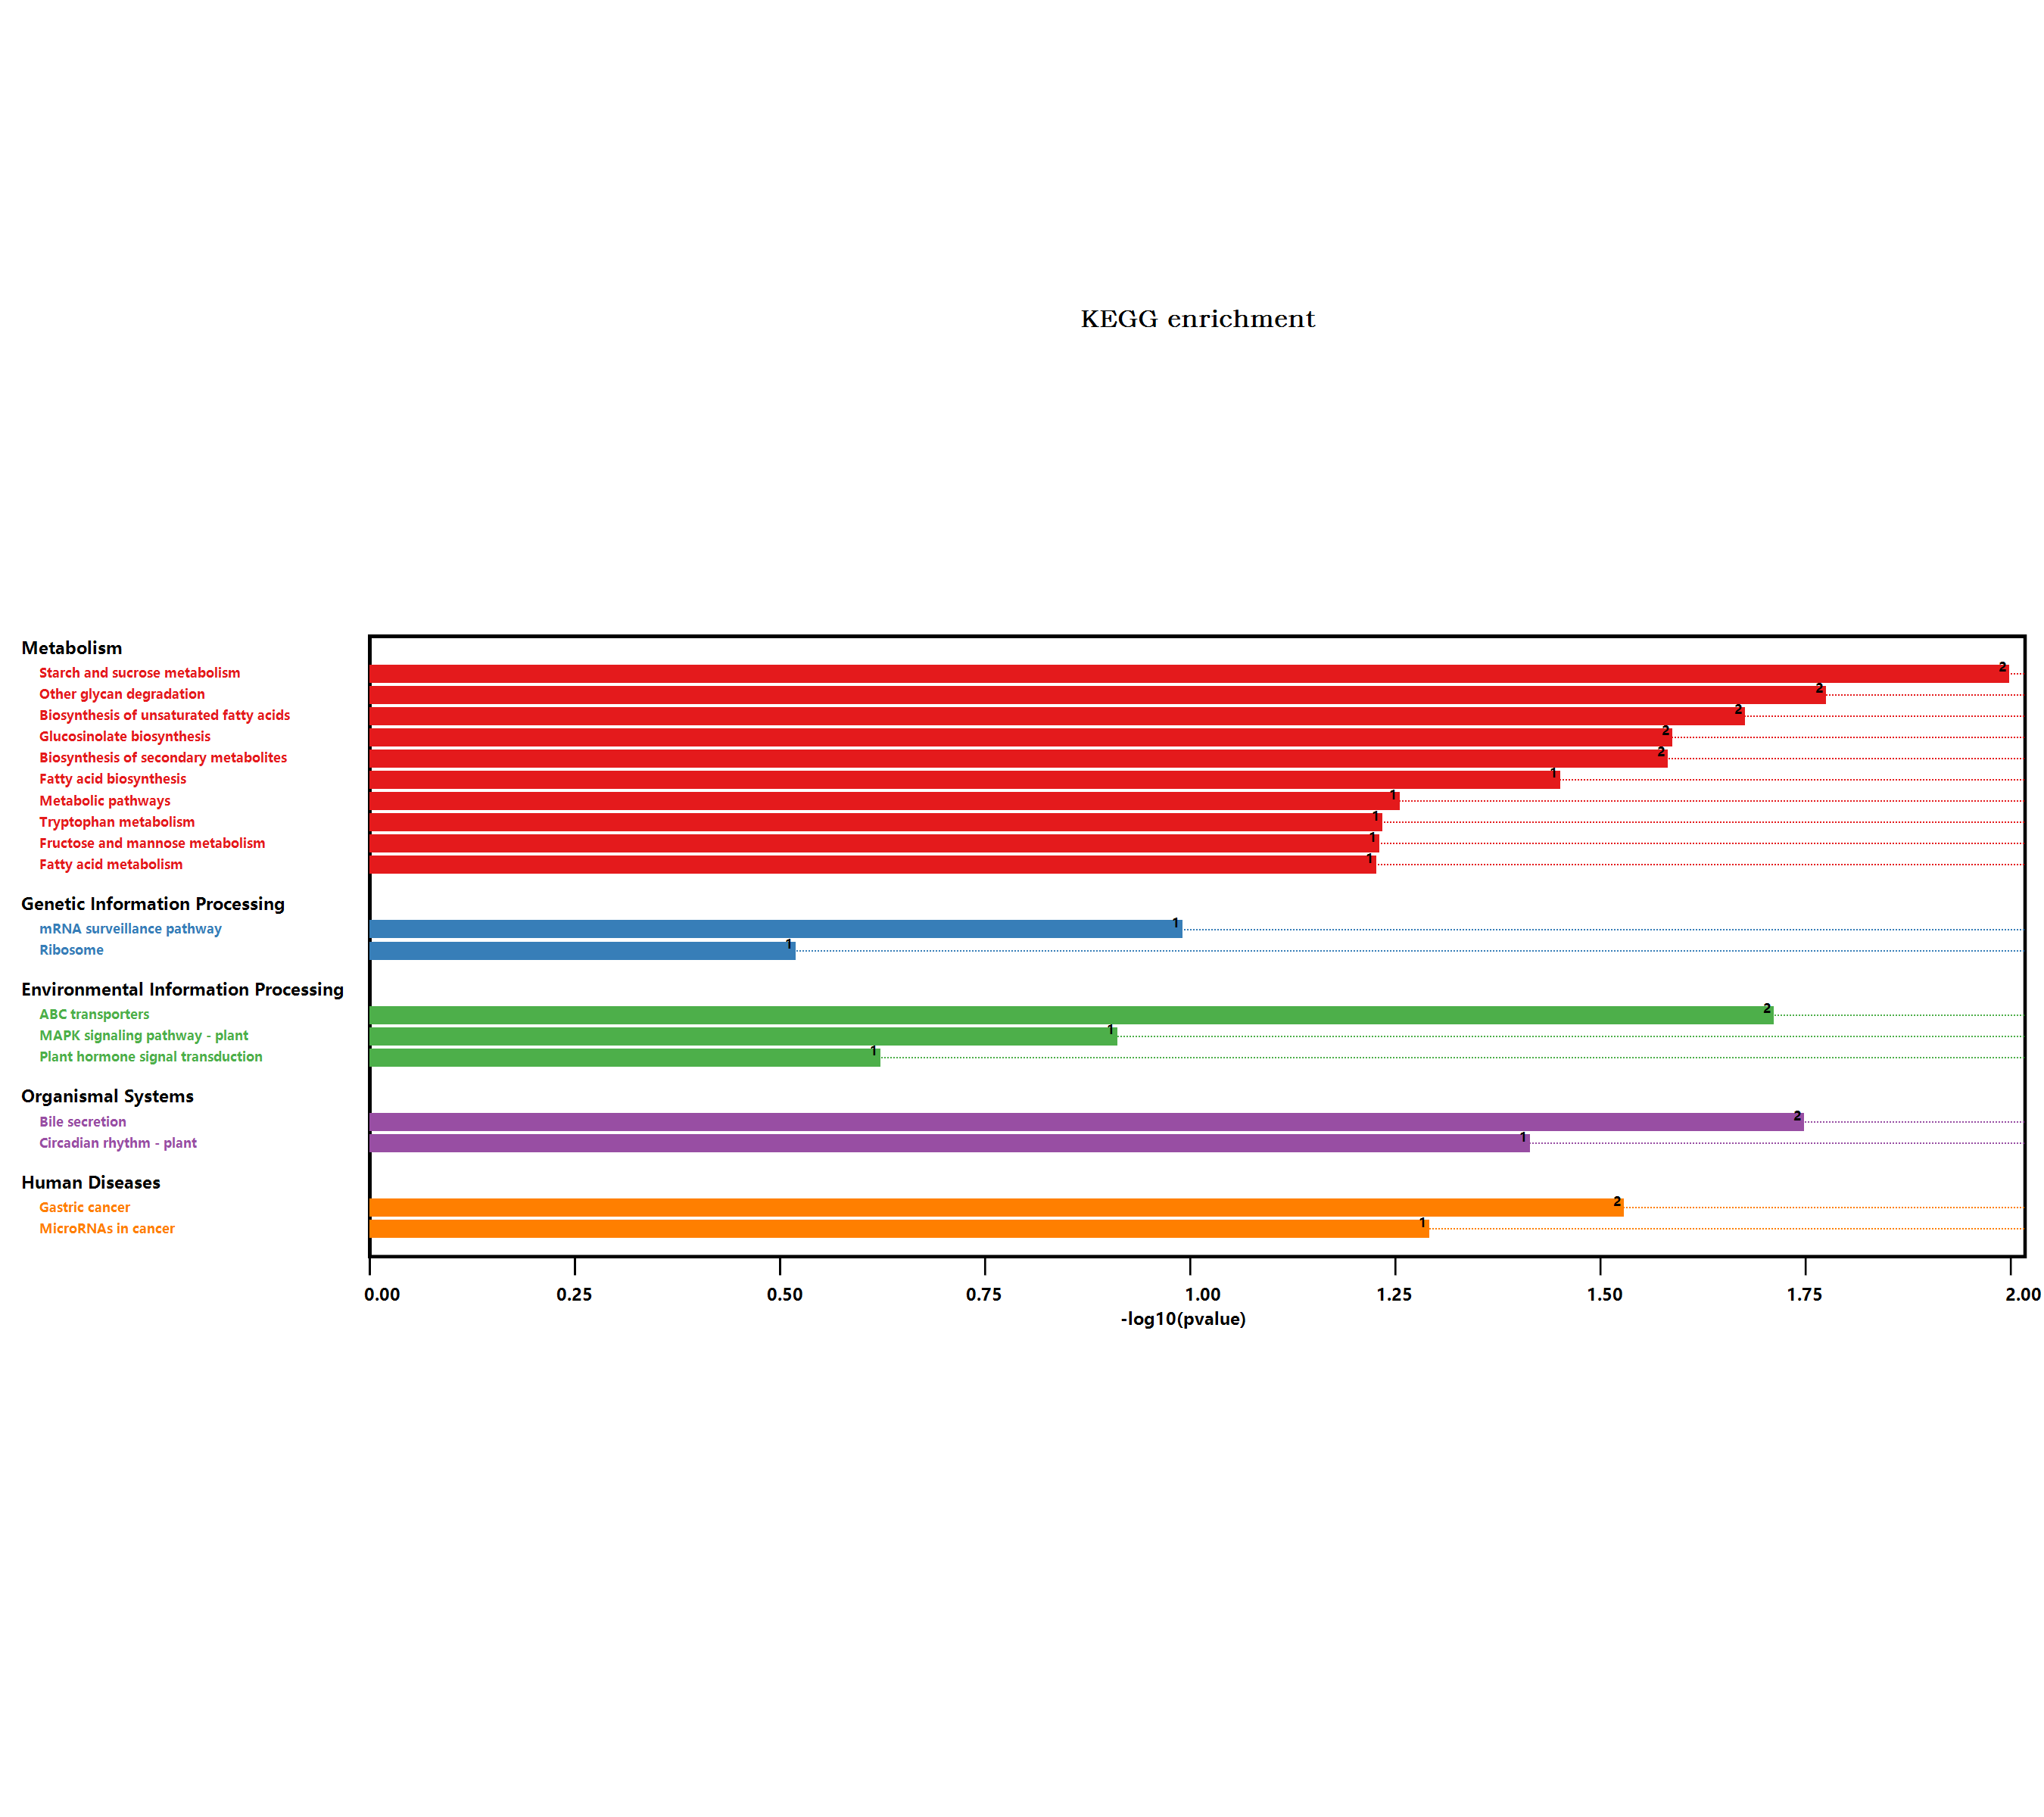 KEGG enrichment
Metabolism
Starch and sucrose metabolism 2
Other glycan degradation 2
Biosynthesis of unsaturated fatty acids 2
Glucosinolate biosynthesis 2
Biosynthesis of secondary metabolites 2
Fatty acid biosynthesis 1
Metabolic pathways 1
Tryptophan metabolism 1
Fructose and mannose metabolism 1
Fatty acid metabolism 1
Genetic Information Processing
mRNA surveillance pathway 1
Ribosome 1
Environmental Information Processing
ABC transporters 2
MAPK signaling pathway - plant 1
Plant hormone signal transduction 1
Organismal Systems
Bile secretion 2
Circadian rhythm - plant 1
Human Diseases
Gastric cancer 2
MicroRNAs in cancer 1
0.00 0.25 0.50 0.75 1.00 1.25 1.50 1.75 2.00
-log10(pvalue)